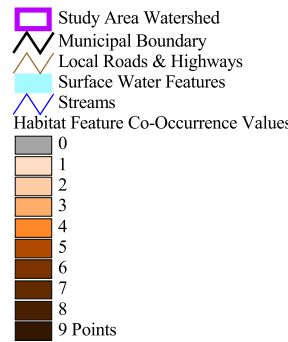 Study Area Watershed
Municipal Boundary
Local Roads & Highways
Surface Water Features
Streams
Habitat Feature Co-Occurrence Values
0
1
2
3
4
5
6
7
8
9 Points